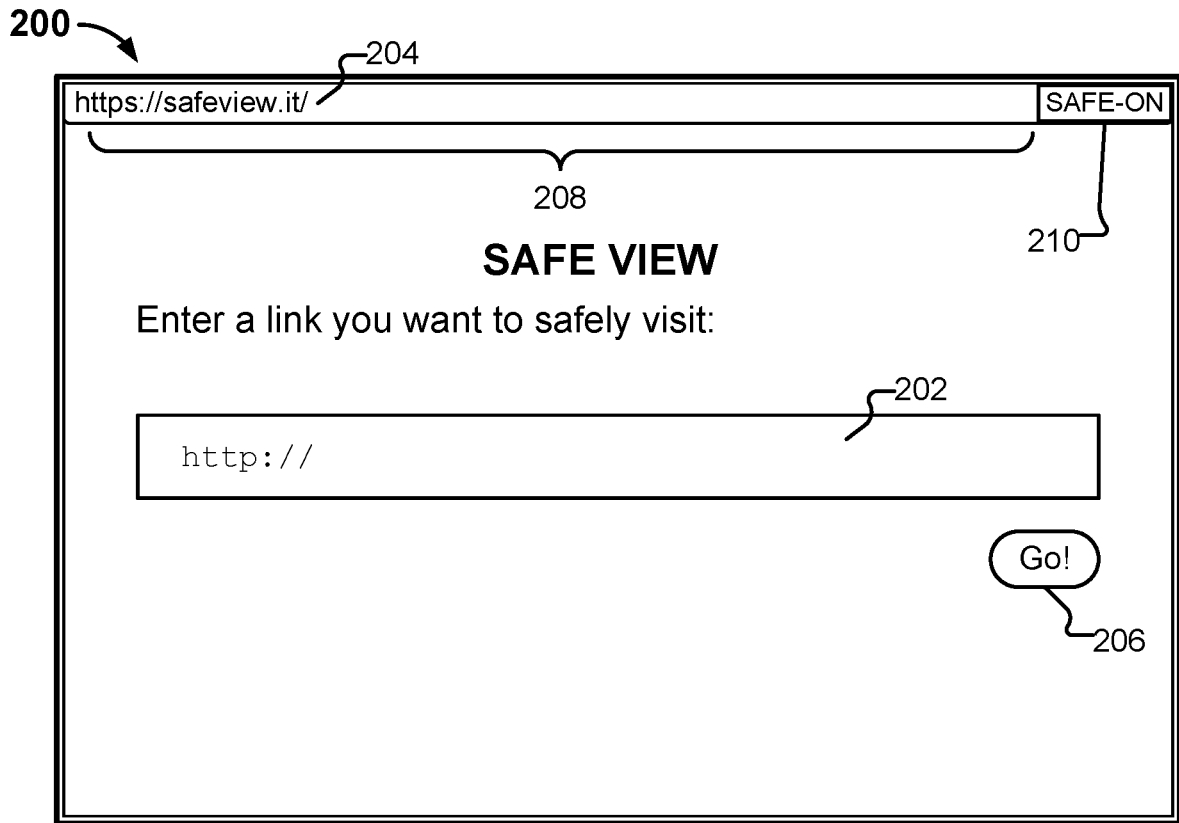 200
204
https://safeview.it/
SAFE-ON
208
210
SAFE VIEW
Enter a link you want to safely visit:
202
http://
Go!
206